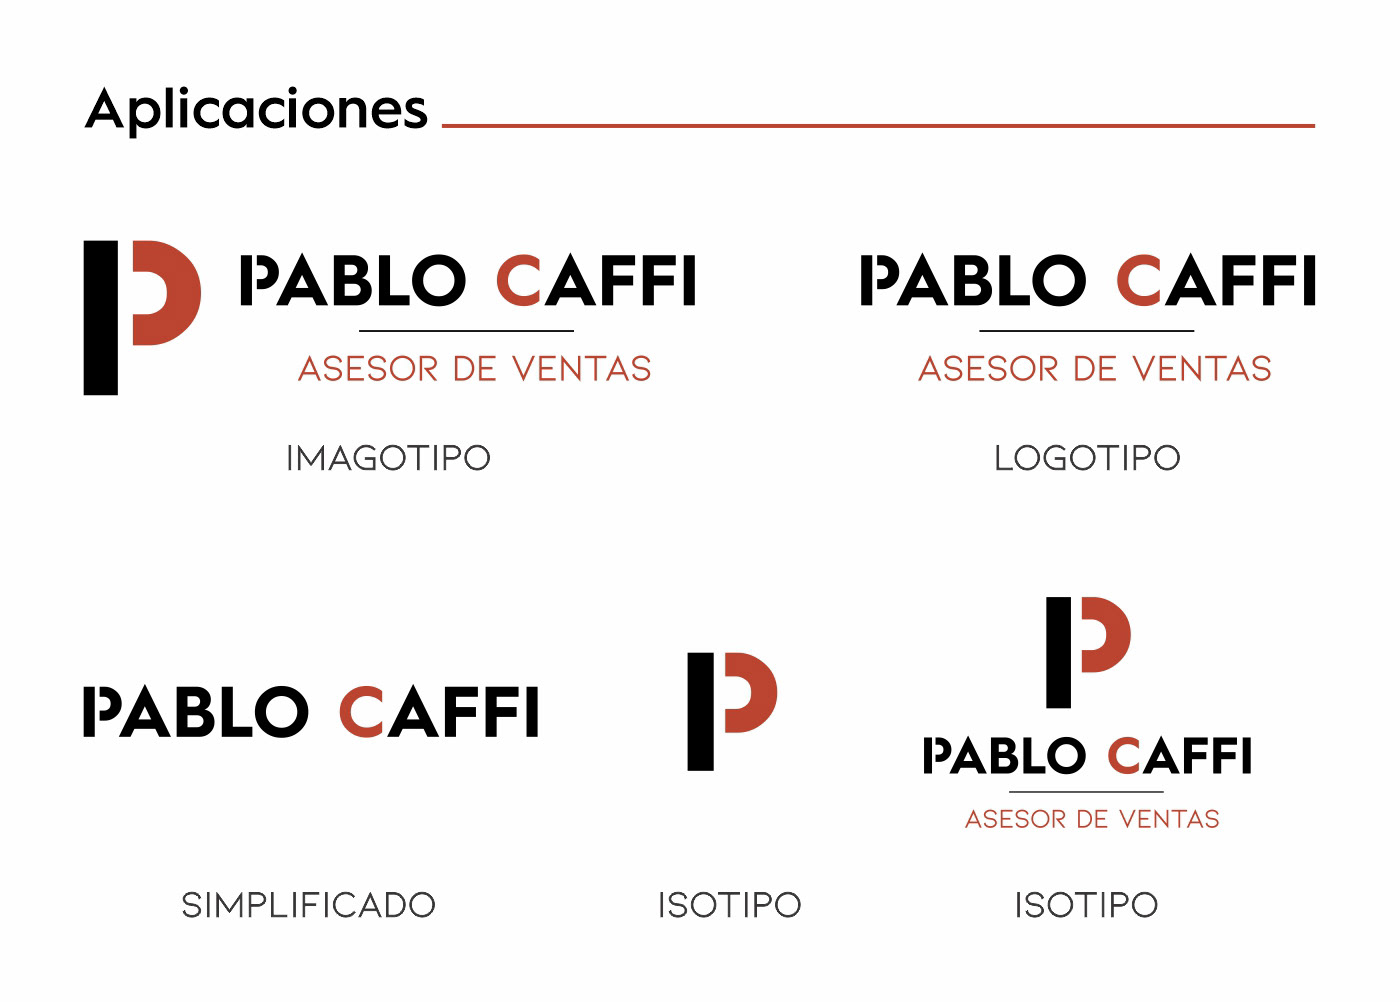 Aplicaciones
P
PABLO CAFFI
ASESOR DE VENTAS
IMAGOTIPO
PABLO CAFFI
ASESOR DE VENTAS
LOGOTIPO
PABLO CAFFI
SIMPLIFICADO
P
ISOTIPO
P
PABLO CAFFI
ASESOR DE VENTAS
ISOTIPO